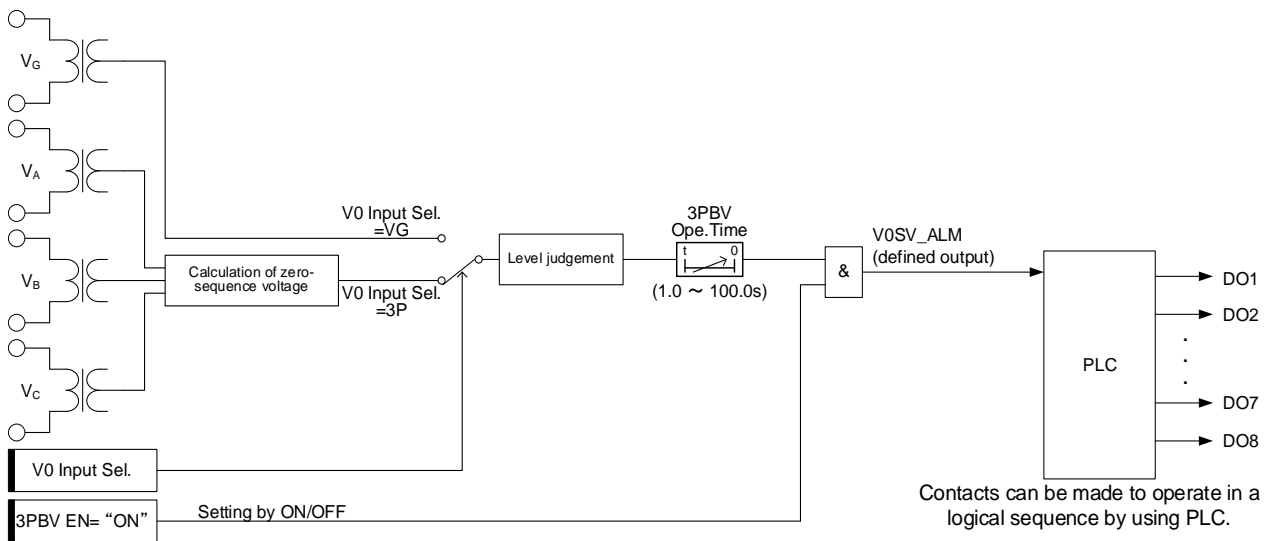 VG
VA
VB
VC
V0 Input Sel.
=VG
Calculation of zero-
sequence voltage
V0 Input Sel.
=3P
Level judgement
3PBV
Ope.Time
t 0
(1.0 ~ 100.0s)
&
V0SV_ALM
(defined output)
PLC
DO1
DO2
.
.
.
DO7
DO8
V0 Input Sel.
3PBV EN= “ON”
Setting by ON/OFF
Contacts can be made to operate in a
logical sequence by using PLC.